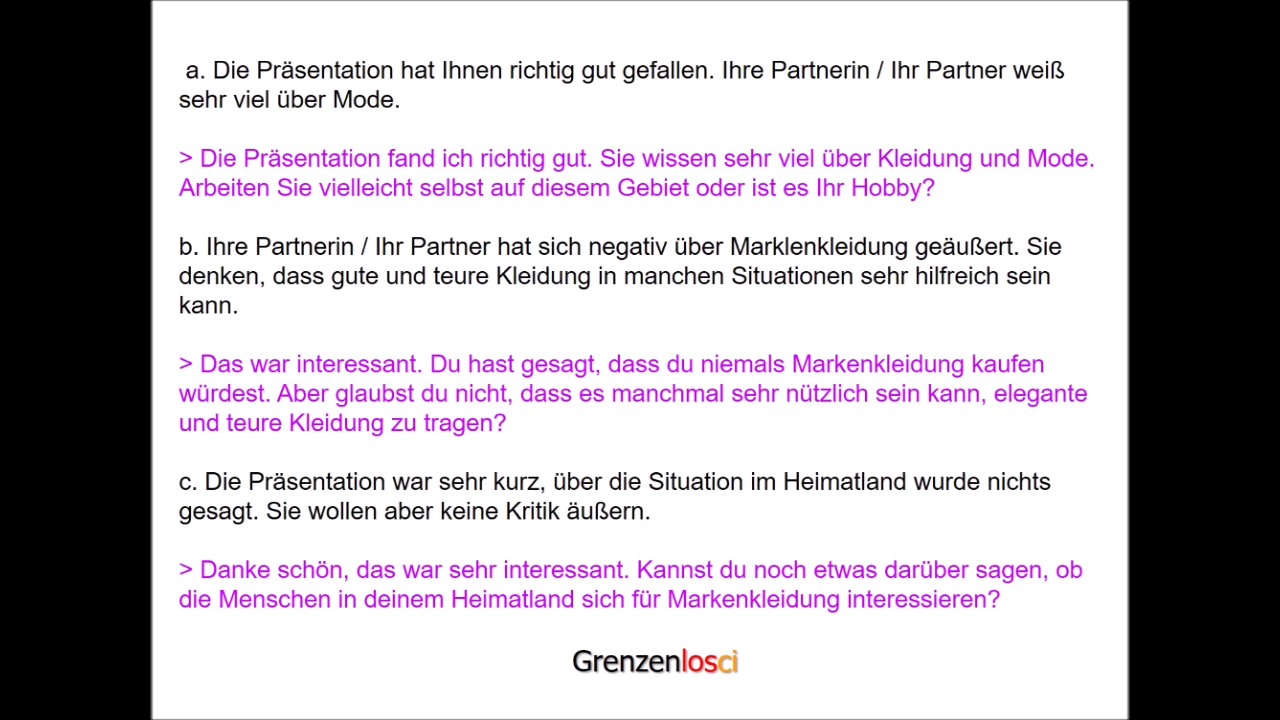 a. Die Präsentation hat Ihnen richtig gut gefallen. Ihre Partnerin / Ihr Partner weiß
sehr viel über Mode.
> Die Präsentation fand ich richtig gut. Sie wissen sehr viel über Kleidung und Mode.
Arbeiten Sie vielleicht selbst auf diesem Gebiet oder ist es Ihr Hobby?
b. Ihre Partnerin / Ihr Partner hat sich negativ über Marklenkleidung geäußert. Sie
denken, dass gute und teure Kleidung in manchen Situationen sehr hilfreich sein
kann.
> Das war interessant. Du hast gesagt, dass du niemals Markenkleidung kaufen
würdest. Aber glaubst du nicht, dass es manchmal sehr nützlich sein kann, elegante
und teure Kleidung zu tragen?
c. Die Präsentation war sehr kurz, über die Situation im Heimatland wurde nichts
gesagt. Sie wollen aber keine Kritik äußern.
> Danke schön, das war sehr interessant. Kannst du noch etwas darüber sagen, ob
die Menschen in deinem Heimatland sich für Markenkleidung interessieren?
Grenzenlosci